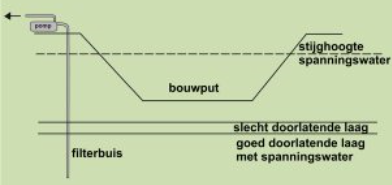 pomp
stijghoogte
spanningswater
bouwput
slecht doorlatende laag
goed doorlatende laag
met spanningswater
filterbuis